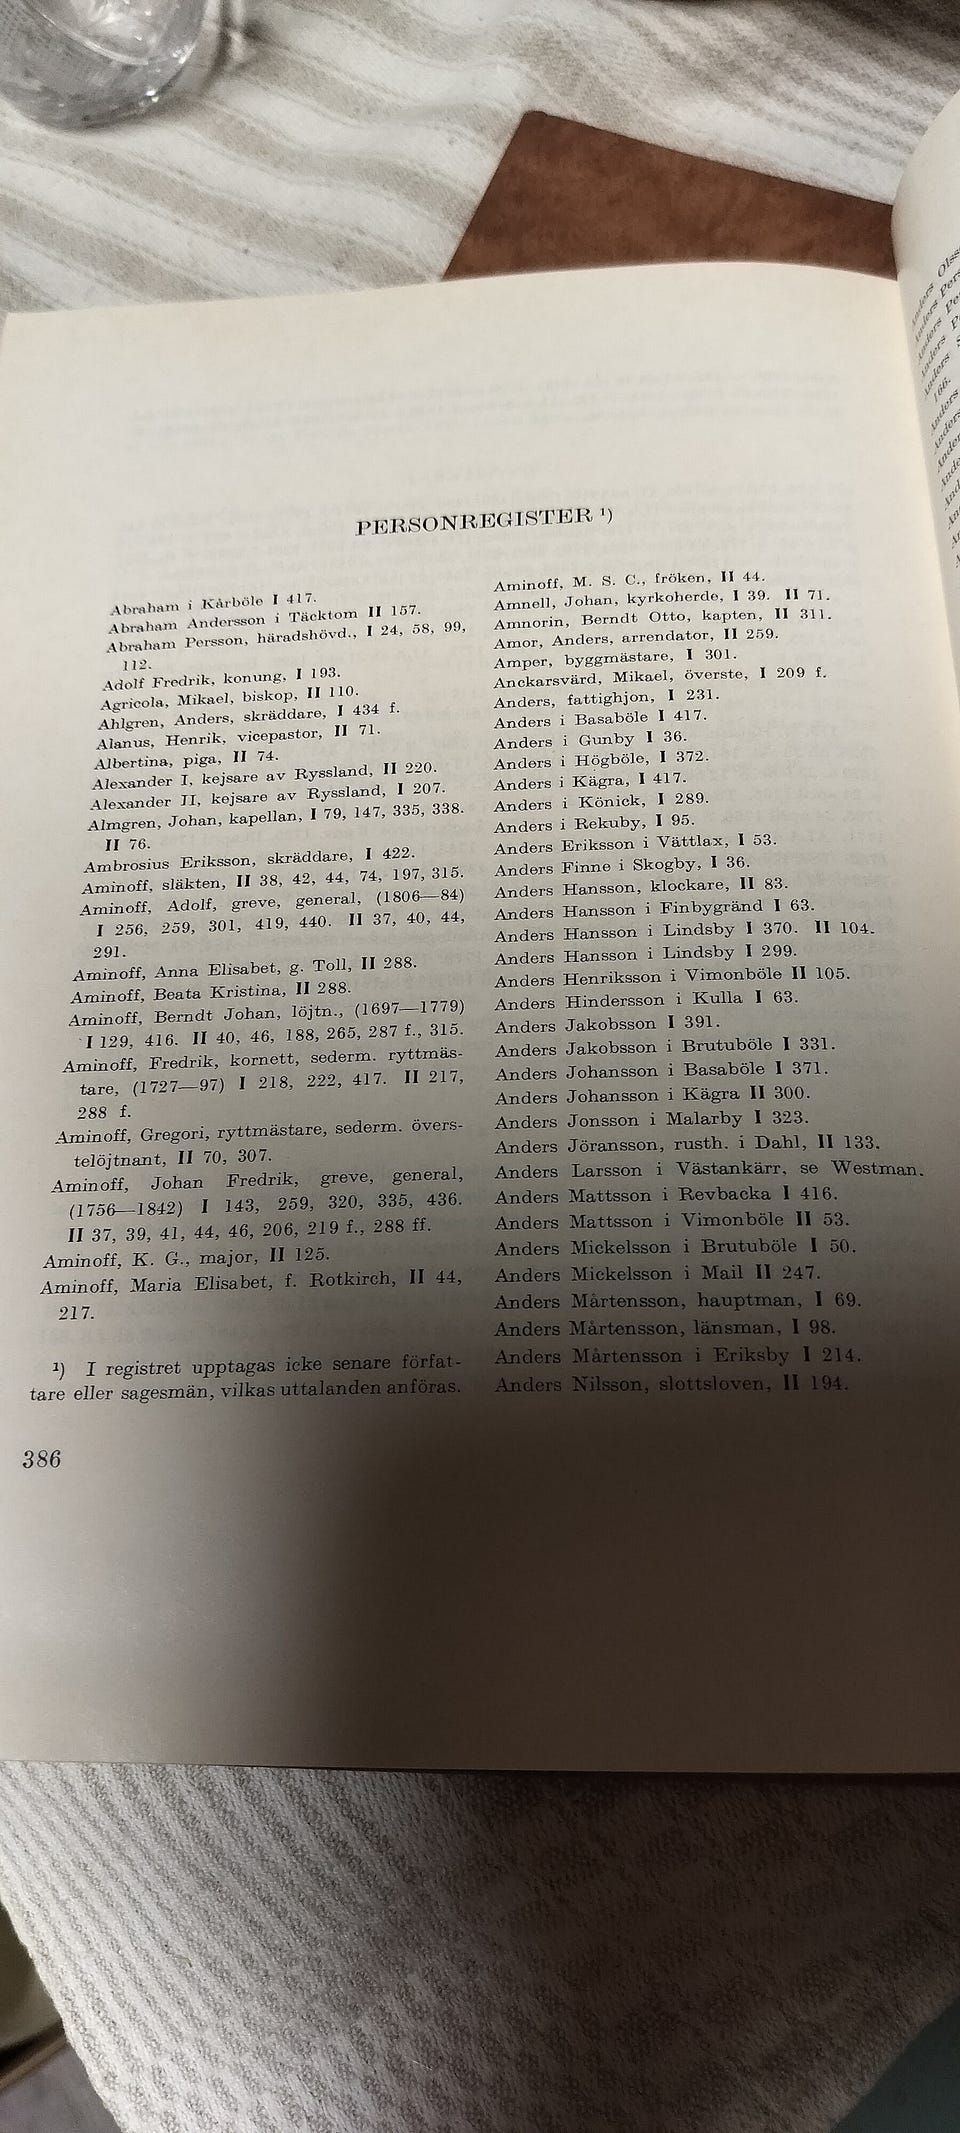 PERSONREGISTER ¹)
Abraham i Kårböle I 417.
Abraham Andersson i Täcktom II 157.
Abraham Persson, häradshövd., I 24, 58, 99,
112.
Adolf Fredrik, konung, I 193.
Agricola, Mikael, biskop, II 110.
Ahlgren, Anders, skräddare, I 434 f.
Alanus, Henrik, vicepastor, II 71.
Albertina, piga, II 74.
Alexander I, kejsare av Ryssland, II 220.
Alexander II, kejsare av Ryssland, I 207.
Almgren, Johan, kapellan, I 79, 147, 335, 338.
II 76.
Ambrosius Eriksson, skräddare, I 422.
Aminoff, släkten, II 38, 42, 44, 74, 197, 315.
Aminoff, Adolf, greve, general, (1806—84)
I 256, 259, 301, 419, 440. II 37, 40, 44,
291.
Aminoff, Anna Elisabet, g. Toll, II 288.
Aminoff, Beata Kristina, II 288.
Aminoff, Berndt Johan, löjtn., (1697—1779)
I 129, 416. II 40, 46, 188, 265, 287 f., 315.
Aminoff, Fredrik, kornett, sederm. ryttmäs-
tare, (1727—97) I 218, 222, 417. II 217,
288 f.
Aminoff, Gregori, ryttmästare, sederm. övers-
telöjtnant, II 70, 307.
Aminoff, Johan Fredrik, greve, general,
(1756—1842) I 143, 259, 320, 335, 436.
II 37, 39, 41, 44, 46, 206, 219 f., 288 ff.
Aminoff, K. G., major, II 125.
Aminoff, Maria Elisabet, f. Rotkirch, II 44,
217.
¹) I registret upptagas icke senare förfat-
tare eller sagesmän, vilkas uttalanden anföras.
386
Aminoff, M. S. C., fröken, II 44.
Amnell, Johan, kyrkoherde, I 39. II 71.
Amnorin, Berndt Otto, kapten, II 311.
Amor, Anders, arrendator, II 259.
Amper, byggmästare, I 301.
Anckarsvärd, Mikael, överste, I 209 f.
Anders, fattighjon, I 231.
Anders i Basaböle I 417.
Anders i Gunby I 36.
Anders i Högböle, I 372.
Anders i Kägra, I 417.
Anders i Könick, I 289.
Anders i Rekuby, I 95.
Anders Eriksson i Vättlax, I 53.
Anders Finne i Skogby, I 36.
Anders Hansson, klockare, II 83.
Anders Hansson i Finbygränd I 63.
Anders Hansson i Lindsby I 370. II 104.
Anders Hansson i Lindsby I 299.
Anders Henriksson i Vimonböle II 105.
Anders Hindersson i Kulla I 63.
Anders Jakobsson I 391.
Anders Jakobsson i Brutuböle I 331.
Anders Johansson i Basaböle I 371.
Anders Johansson i Kägra II 300.
Anders Jonsson i Malarby I 323.
Anders Jöransson, rusth. i Dahl, II 133.
Anders Larsson i Västankärr, se Westman.
Anders Mattsson i Revbacka I 416.
Anders Mattsson i Vimonböle II 53.
Anders Mickelsson i Brutuböle I 50.
Anders Mickelsson i Mail II 247.
Anders Mårtensson, hauptman, I 69.
Anders Mårtensson, länsman, I 98.
Anders Mårtensson i Eriksby I 214.
Anders Nilsson, slottsloven, II 194.